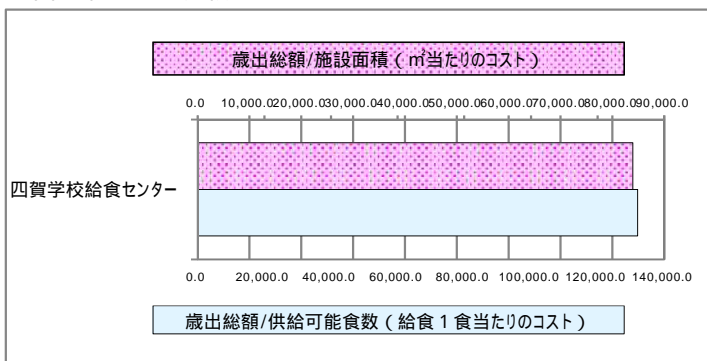 歳出総額/施設面積(㎡当たりのコスト)
0.0 10,000.0 20,000.0 30,000.0 40,000.0 50,000.0 60,000.0 70,000.0 80,000.0 90,000.0
四賀学校給食センター
0.0 20,000.0 40,000.0 60,000.0 80,000.0 100,000.0 120,000.0 140,000.0
歳出総額/供給可能食数(給食1食当たりのコスト)